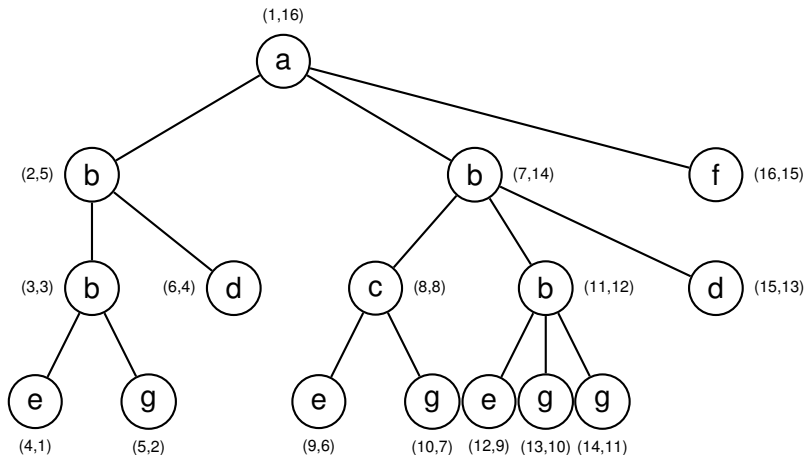 (1,16)
a
(2,5) b b (7,14) f (16,15)
(3,3) b (6,4) d c (8,8) b (11,12) d (15,13)
e g e g e g g
(4,1) (5,2) (9,6) (10,7) (12,9) (13,10) (14,11)